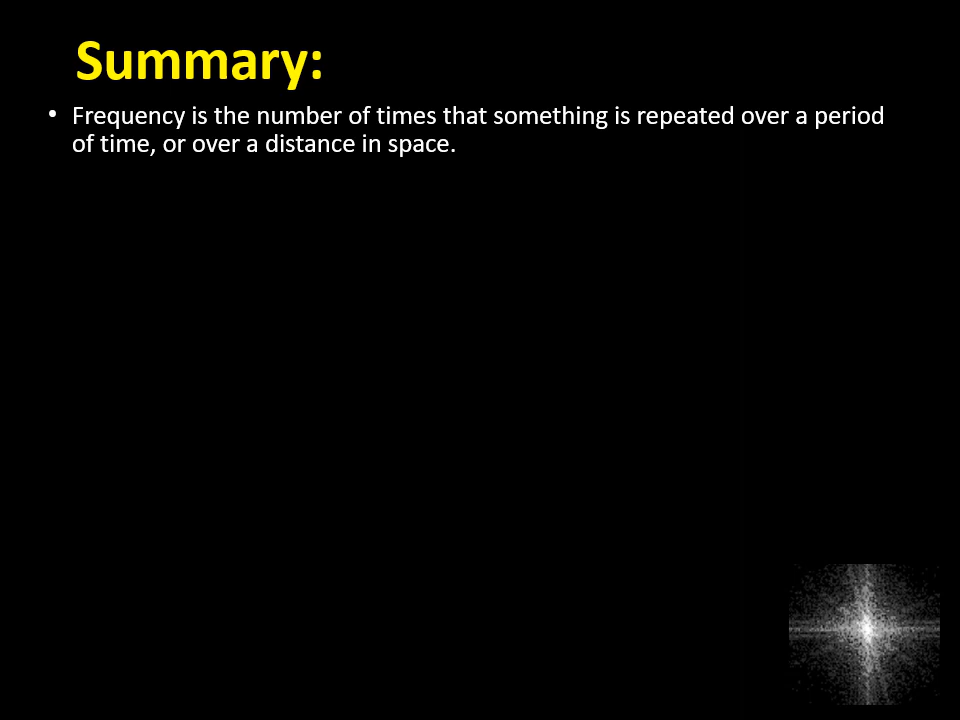 Summary:
• Frequency is the number of times that something is repeated over a period
of time, or over a distance in space.